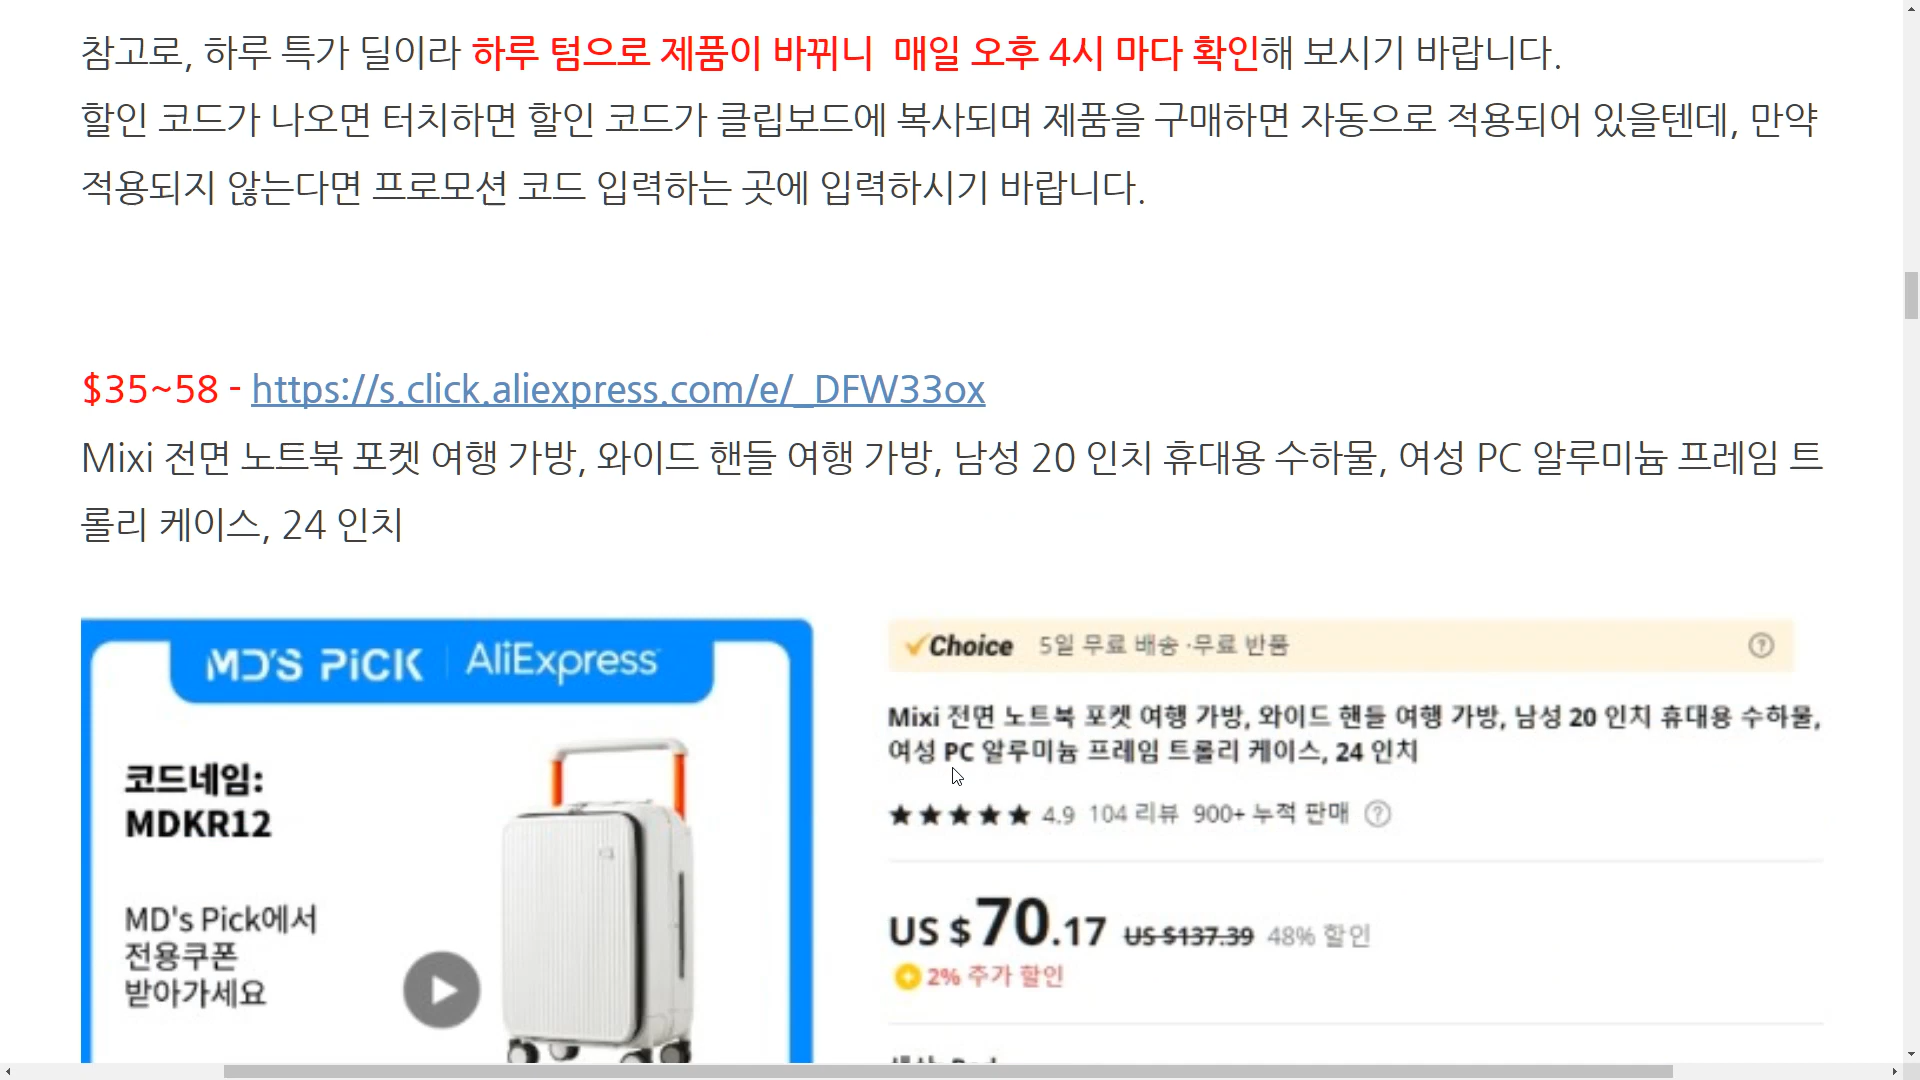 참고로, 하루 특가 딜이라 하루 텀으로 제품이 바뀌니 매일 오후 4시 마다 확인해 보시기 바랍니다.
할인 코드가 나오면 터치하면 할인 코드가 클립보드에 복사되며 제품을 구매하면 자동으로 적용되어 있을텐데, 만약
적용되지 않는다면 프로모션 코드 입력하는 곳에 입력하시기 바랍니다.
$35~58 - https://s.click.aliexpress.com/e/_DFW33ox
Mixi 전면 노트북 포켓 여행 가방, 와이드 핸들 여행 가방, 남성 20 인치 휴대용 수하물, 여성 PC 알루미늄 프레임 트
롤리 케이스, 24 인치
MD'S PiCK AliExpress
코드네임:
MDKR12
MD's Pick에서
전용쿠폰
받아가세요
Choice 5일 무료 배송 ·무료 반품
Mixi 전면 노트북 포켓 여행 가방, 와이드 핸들 여행 가방, 남성 20 인치 휴대용 수하물,
여성 PC 알루미늄 프레임 트롤리 케이스, 24 인치
★★★★★ 4.9 104 리뷰 900+ 누적 판매
US $70.17 US $137.39 48% 할인
2% 추가 할인